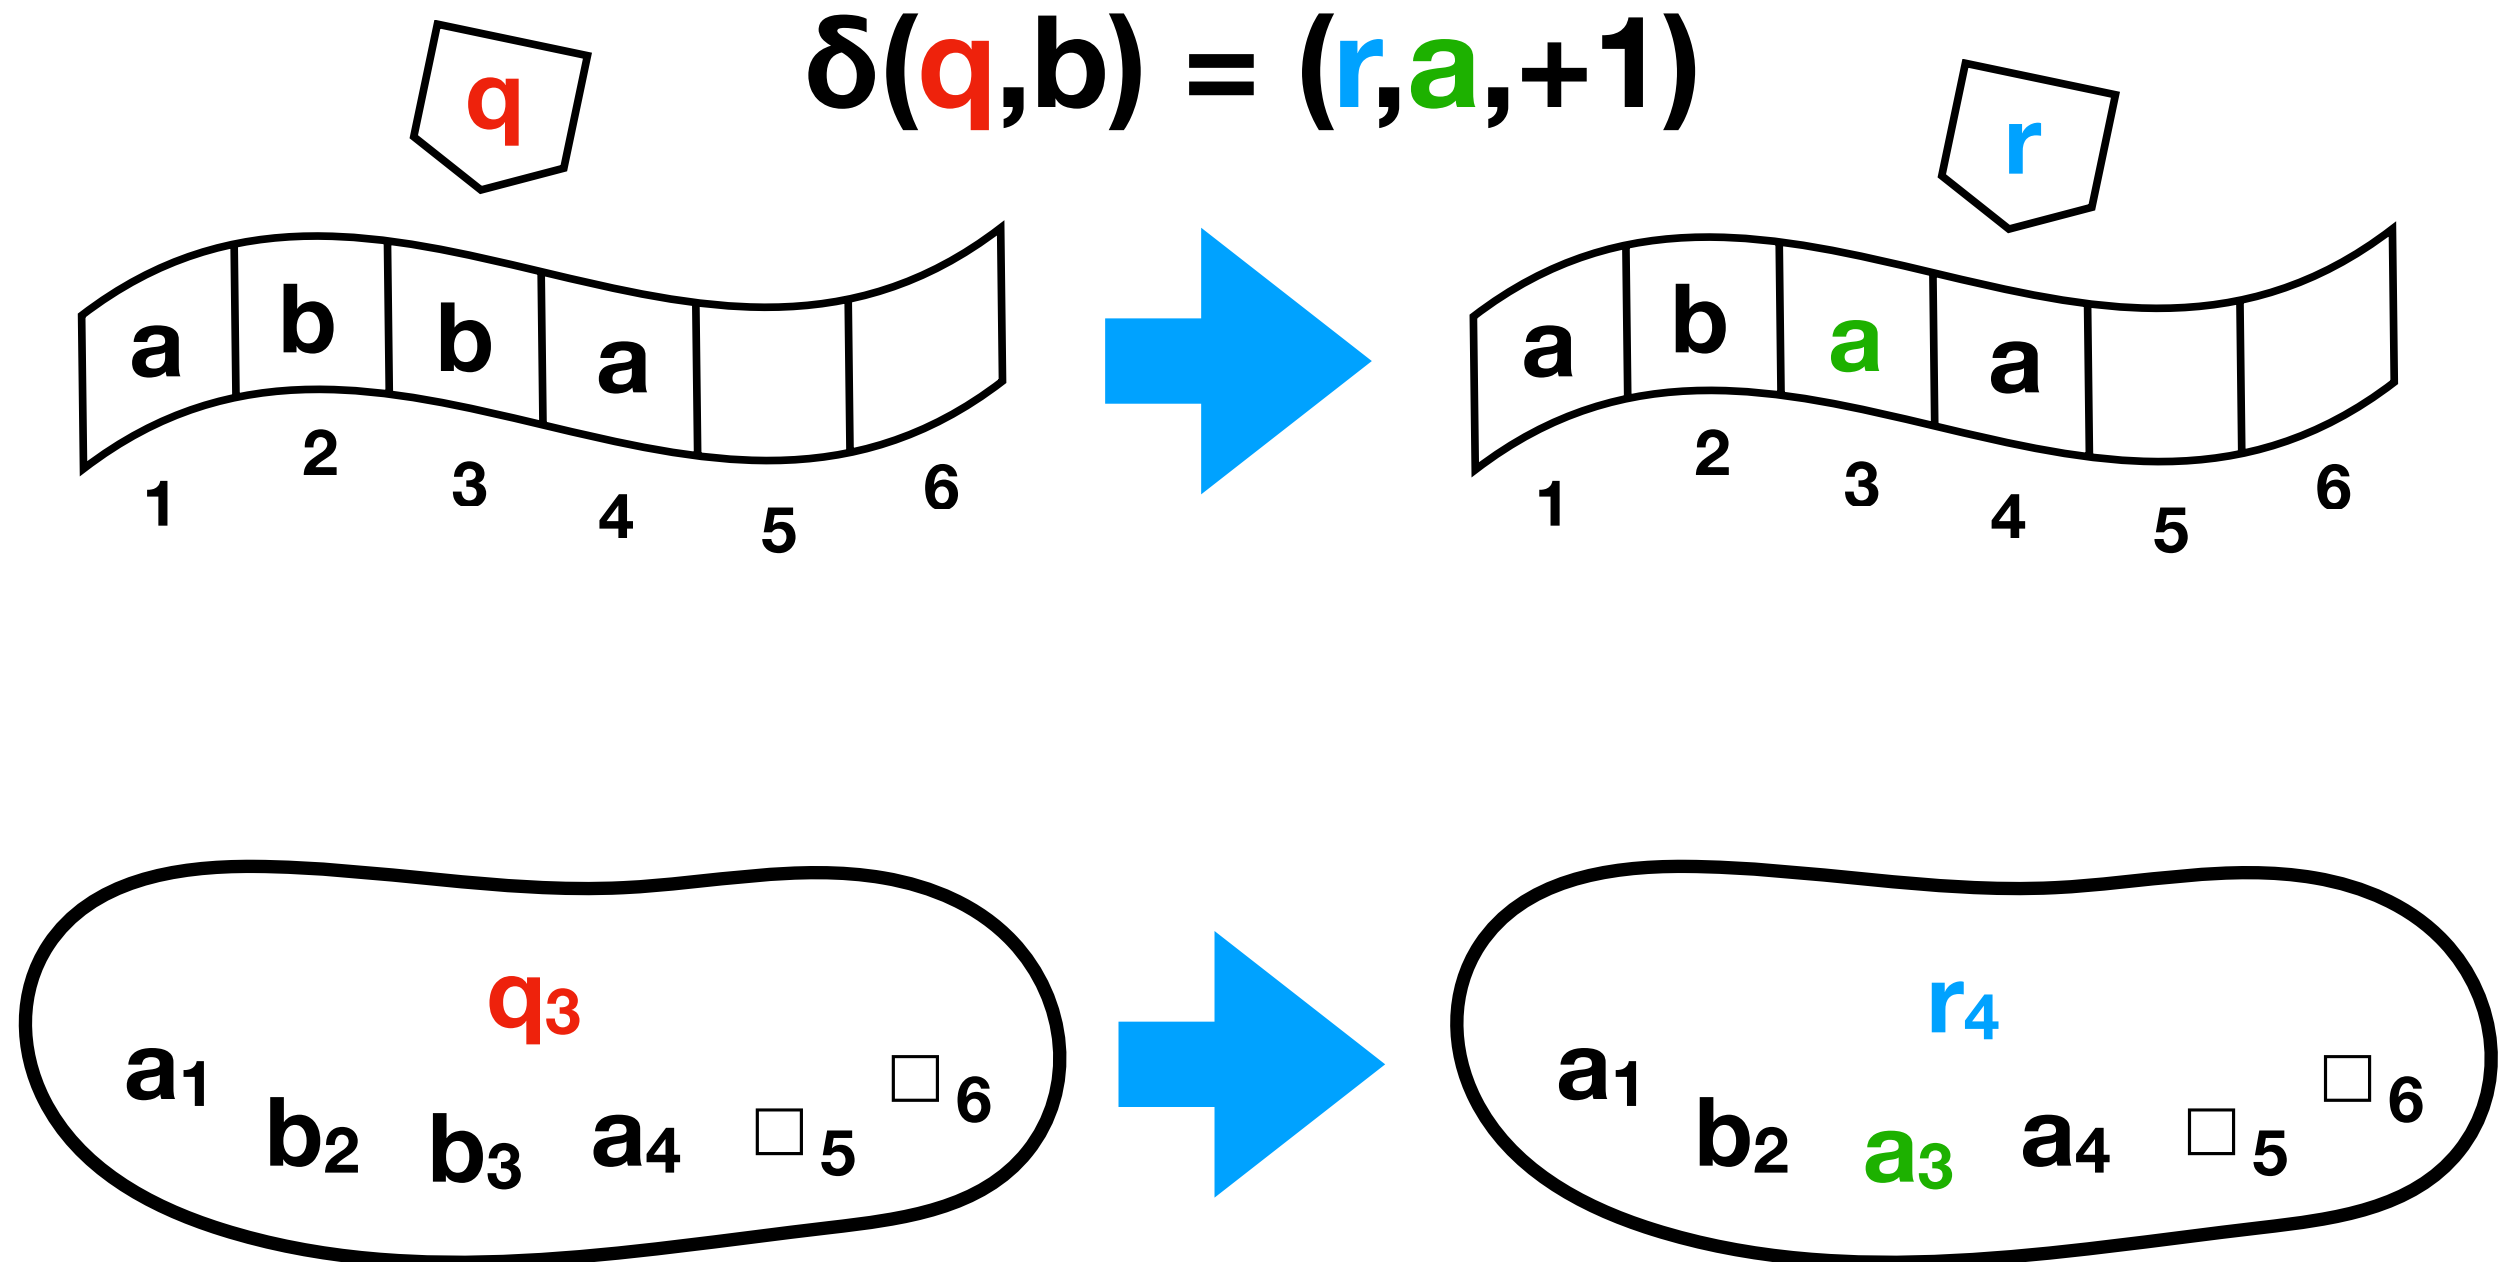 δ(q,b) = (r,a,+1)
q
r
a b b a
1 2 3 4 5 6
a b a a
1 2 3 4 5 6
q3
a1 b2 b3 a4 □5 □6
r4
a1 b2 a3 a4 □5 □6